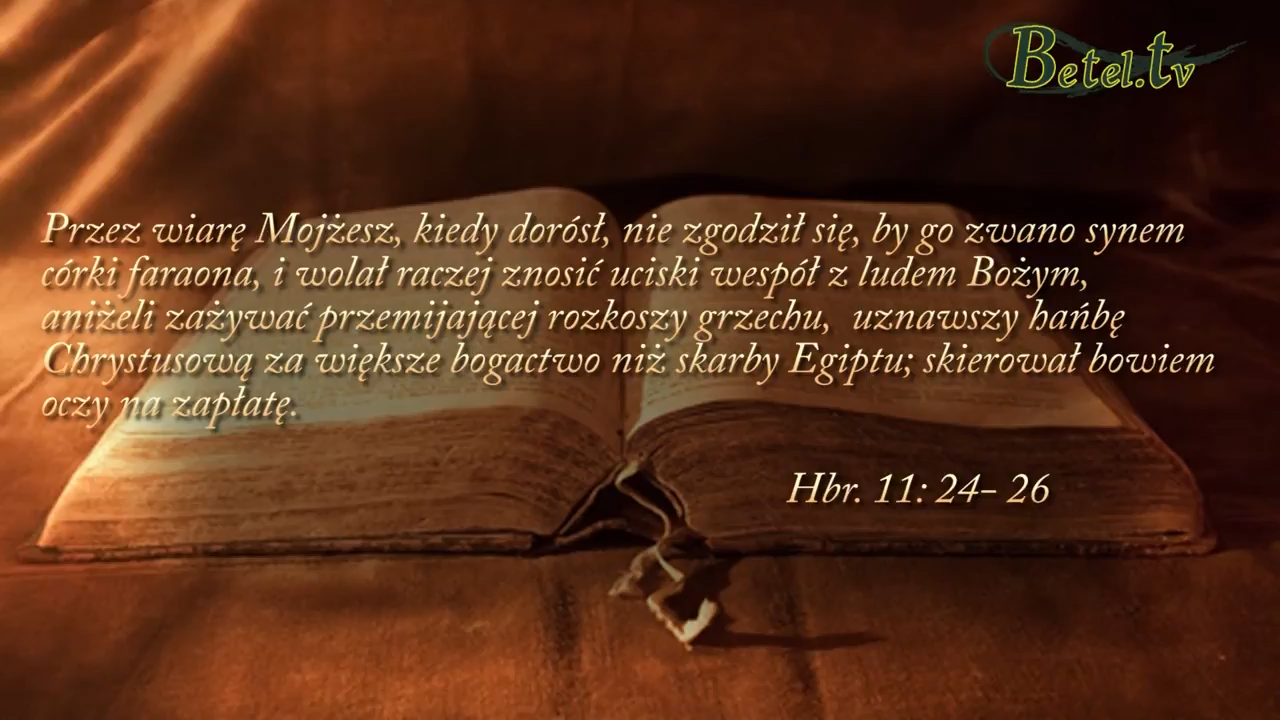 Betel.tv
Przez wiarę Mojżesz, kiedy dorósł, nie zgodził się, by go zwano synem
córki faraona, i wolał raczej znosić uciski wespół z ludem Bożym,
aniżeli zażywać przemijającej rozkoszy grzechu, uznawszy hańbę
Chrystusową za większe bogactwo niż skarby Egiptu; skierował bowiem
oczy na zapłatę.
Hbr. 11: 24- 26